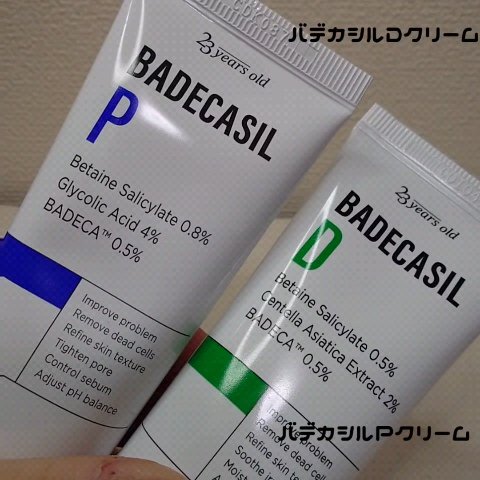 バデカシルDクリーム
23 years old
BADECASIL
P
Betaine Salicylate 0.8%
Glycolic Acid 4%
BADECA™ 0.5%
Improve problem
Remove dead cells
Refine skin texture
Tighten pore
Control sebum
Adjust pH balance
23 years old
BADECASIL
D
Betaine Salicylate 0.5%
Centella Asiatica Extract 2%
BADECA™ 0.5%
Improve problem
Remove dead cells
Refine skin
Soothe
バデカシルPクリーム